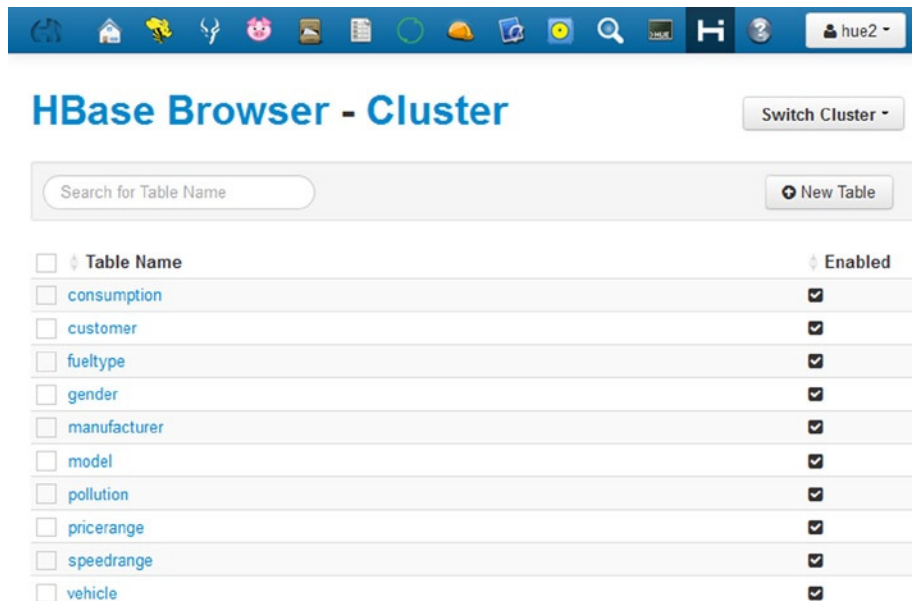 hue2
HBase Browser - Cluster
Switch Cluster
Search for Table Name
New Table
Table Name Enabled
consumption
customer
fueltype
gender
manufacturer
model
pollution
pricerange
speedrange
vehicle